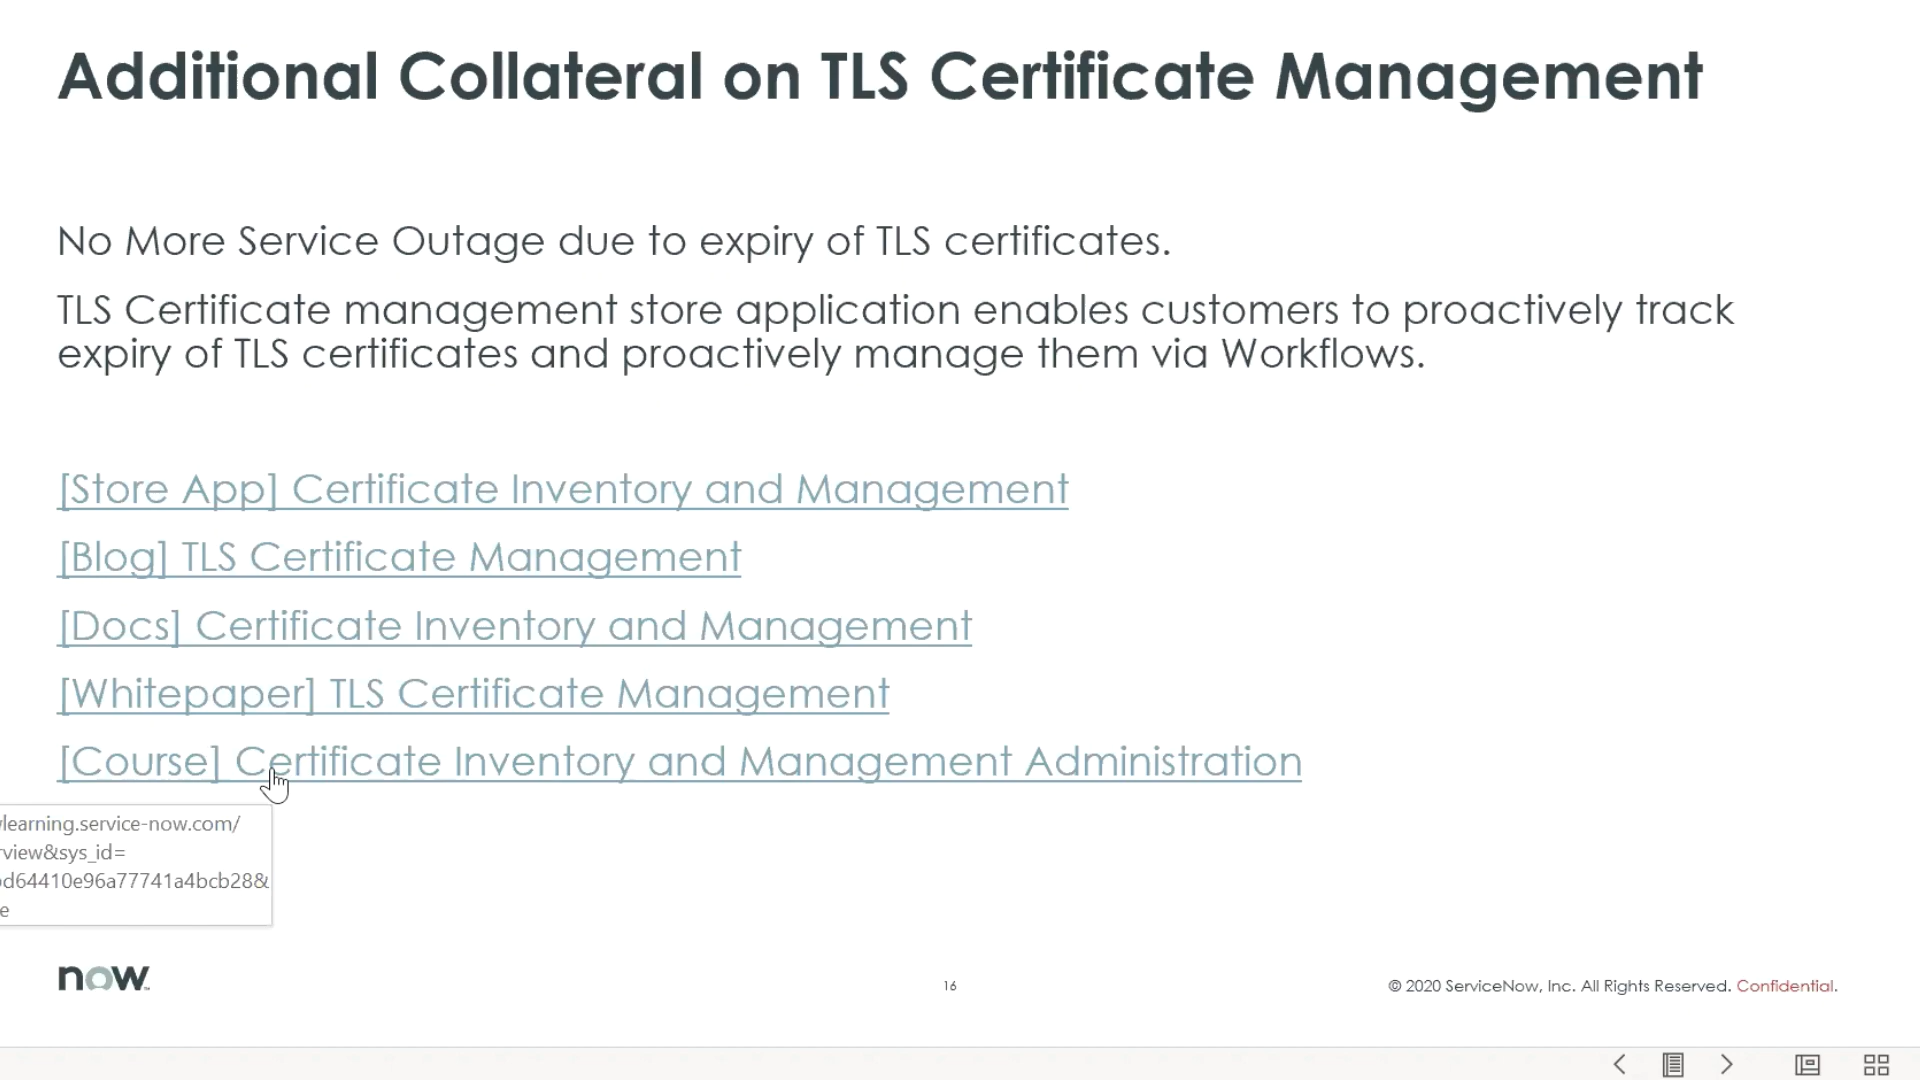 Additional Collateral on TLS Certificate Management
No More Service Outage due to expiry of TLS certificates.
TLS Certificate management store application enables customers to proactively track
expiry of TLS certificates and proactively manage them via Workflows.
[Store App] Certificate Inventory and Management
[Blog] TLS Certificate Management
[Docs] Certificate Inventory and Management
[Whitepaper] TLS Certificate Management
[Course] Certificate Inventory and Management Administration
learning.service-now.com/
rview&sys_id=
d64410e96a77741a4bcb28&
e
now
16
© 2020 ServiceNow, Inc. All Rights Reserved. Confidential.